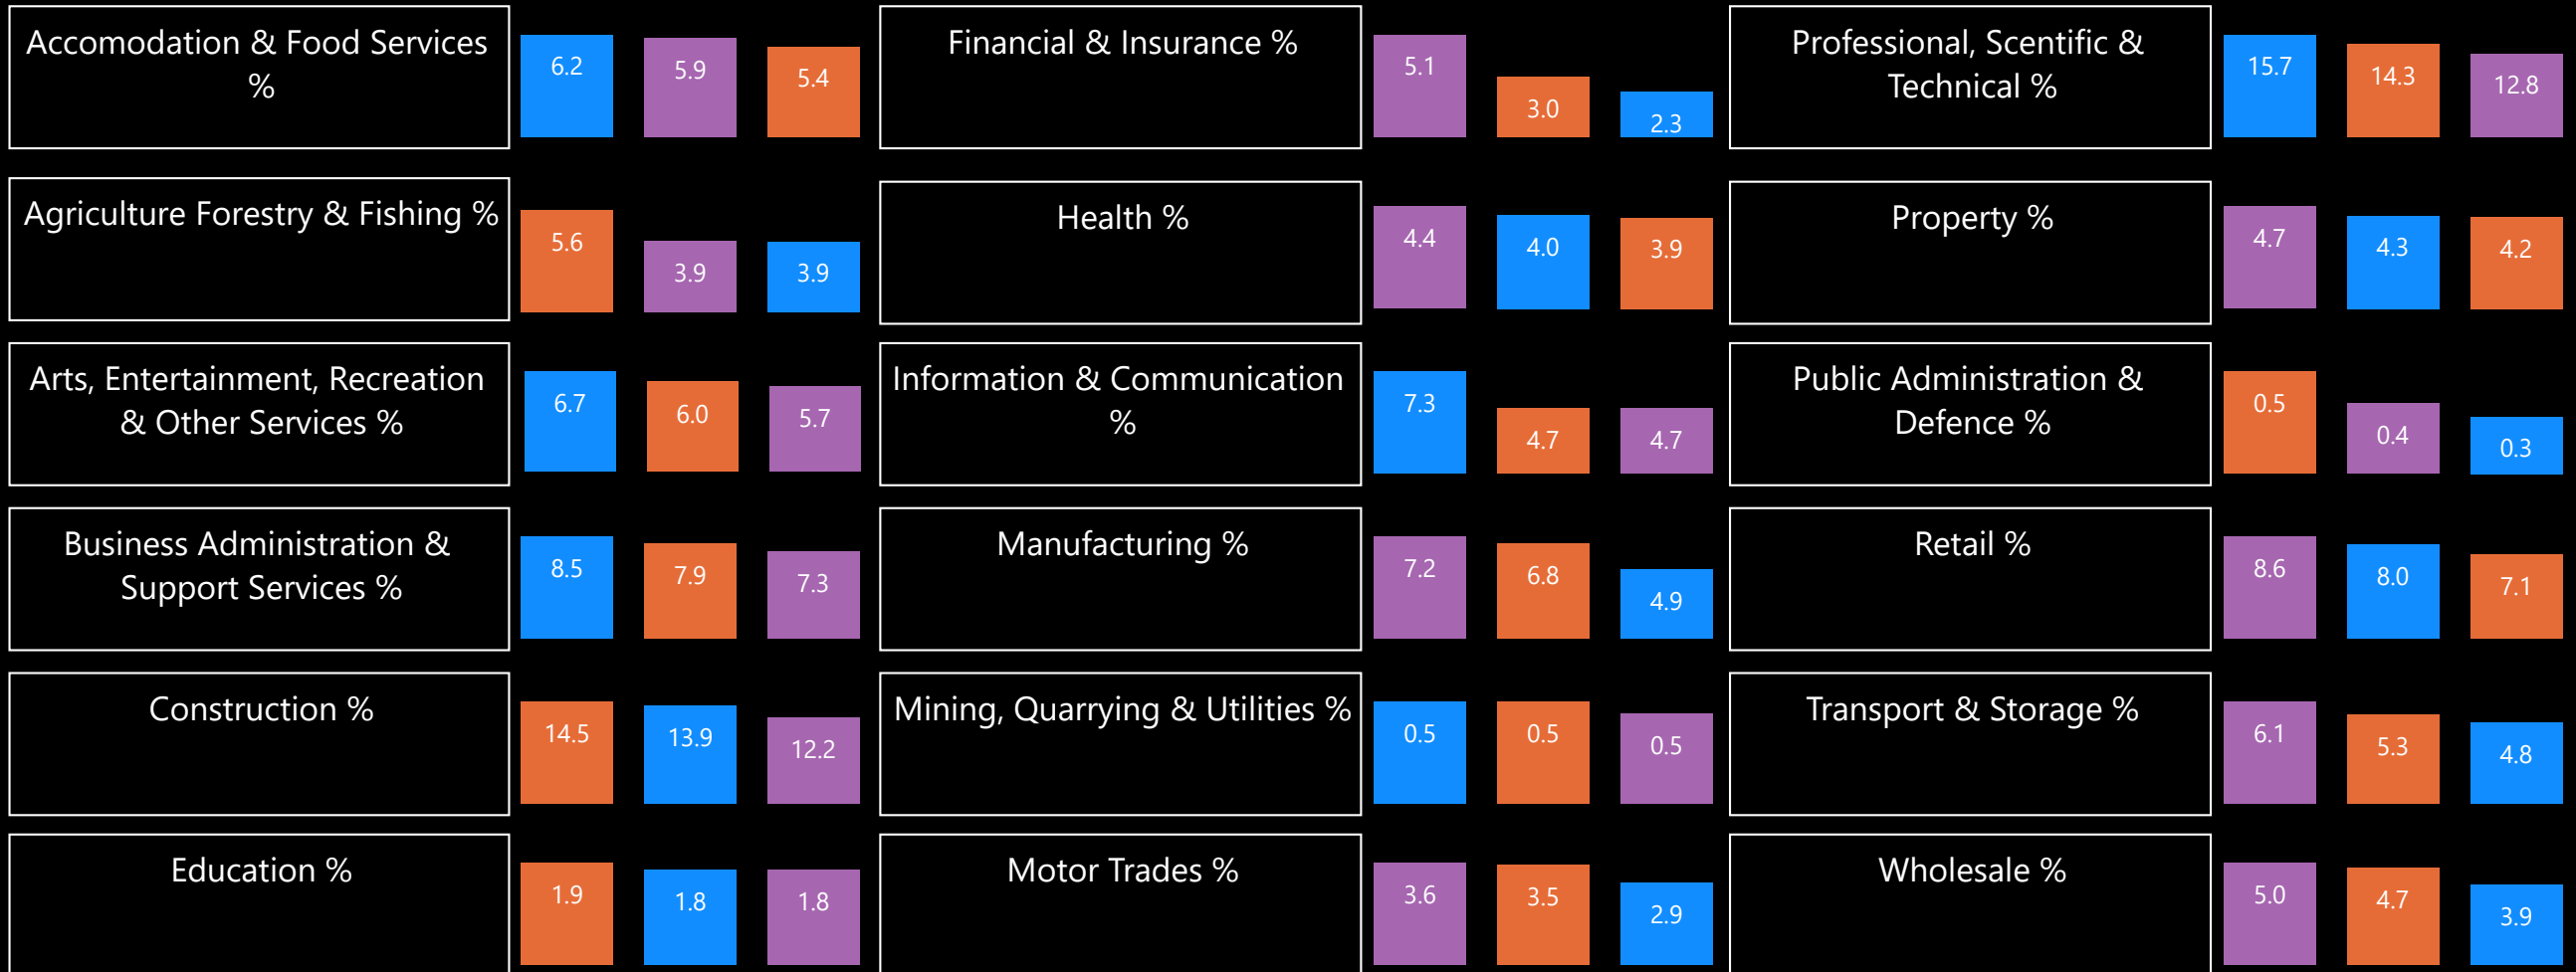 Accomodation & Food Services
%
6.2 5.9 5.4
Financial & Insurance %
5.1 3.0 2.3
Professional, Scentific &
Technical %
15.7 14.3 12.8
Agriculture Forestry & Fishing %
5.6 3.9 3.9
Health %
4.4 4.0 3.9
Property %
4.7 4.3 4.2
Arts, Entertainment, Recreation
& Other Services %
6.7 6.0 5.7
Information & Communication
%
7.3 4.7 4.7
Public Administration &
Defence %
0.5 0.4 0.3
Business Administration &
Support Services %
8.5 7.9 7.3
Manufacturing %
7.2 6.8 4.9
Retail %
8.6 8.0 7.1
Construction %
14.5 13.9 12.2
Mining, Quarrying & Utilities %
0.5 0.5 0.5
Transport & Storage %
6.1 5.3 4.8
Education %
1.9 1.8 1.8
Motor Trades %
3.6 3.5 2.9
Wholesale %
5.0 4.7 3.9